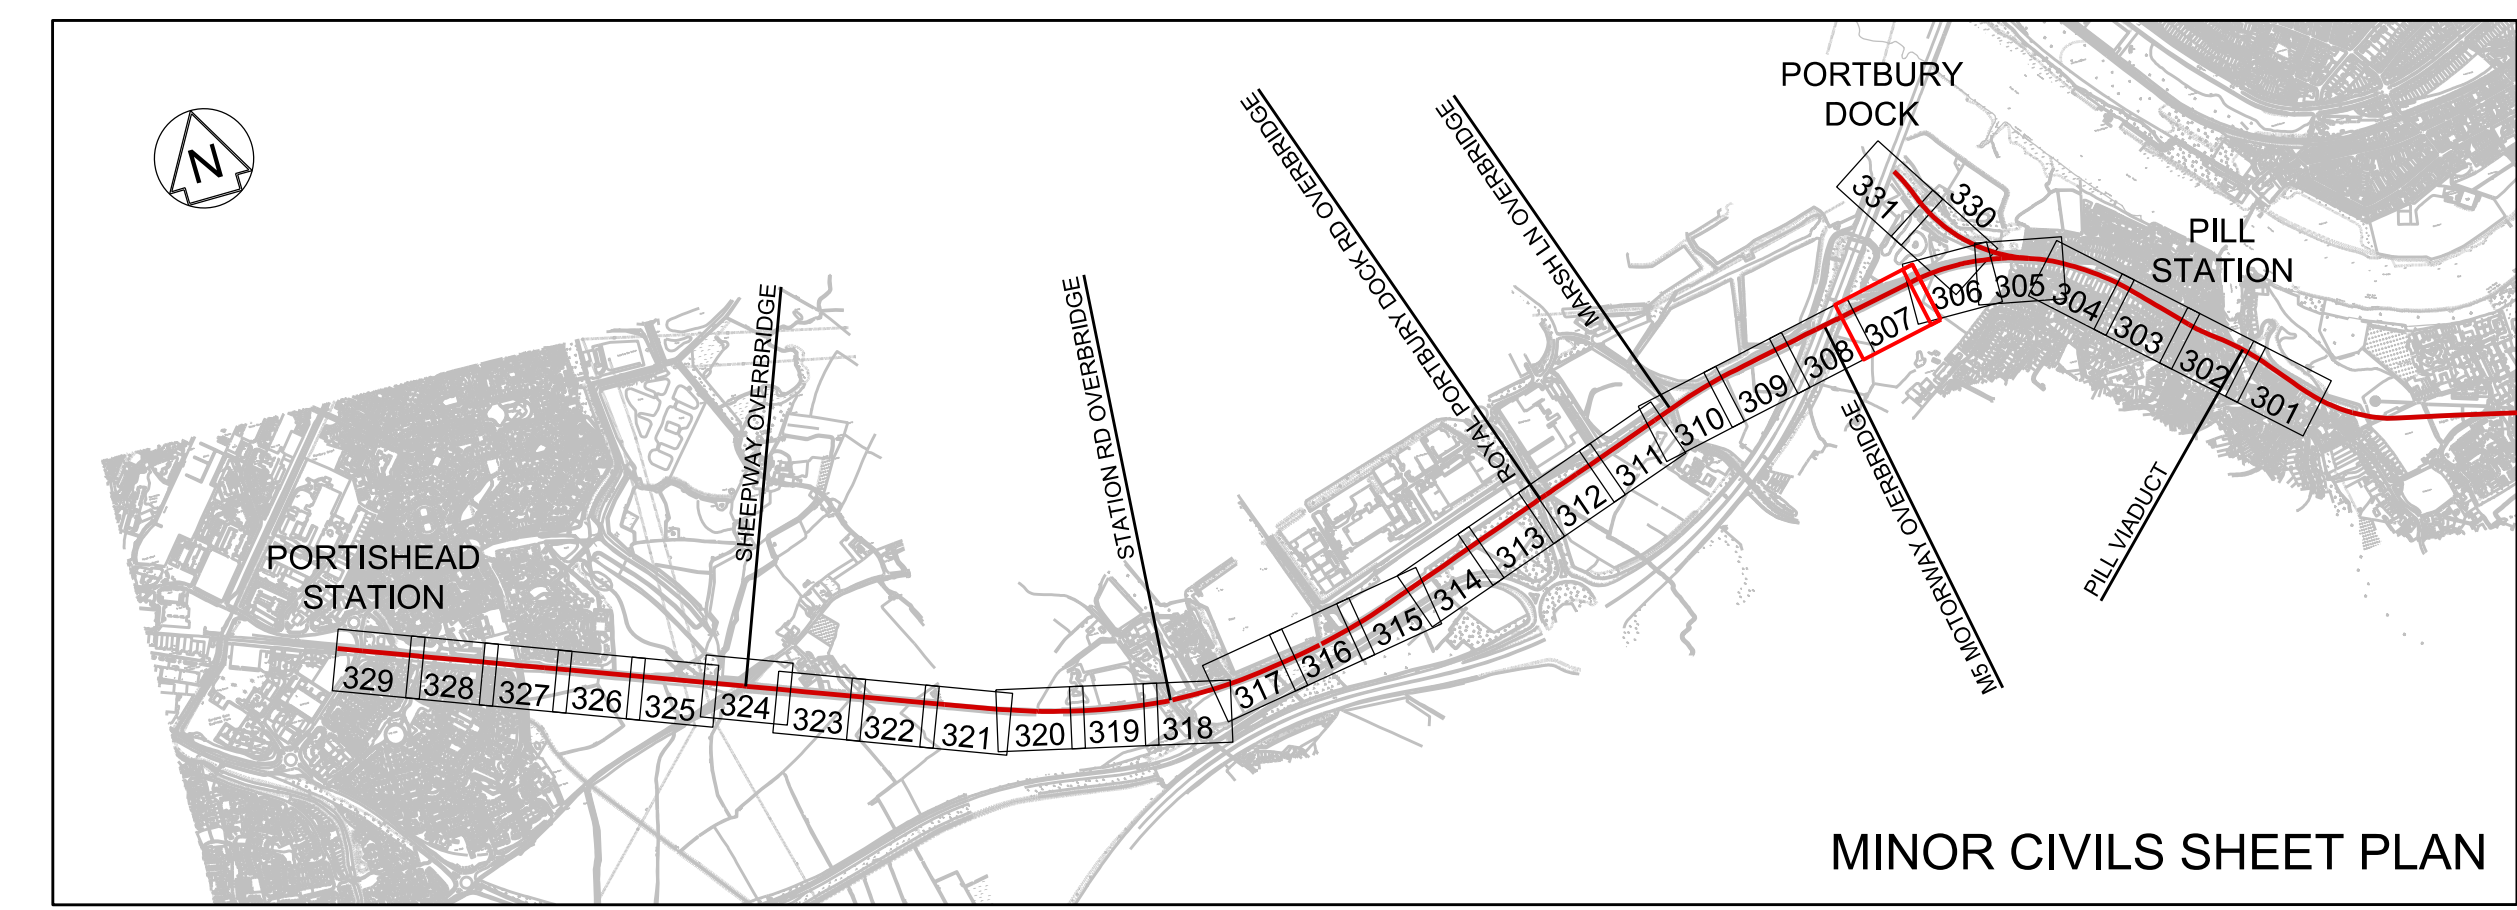 N
PORTBURY
DOCK
PILL
STATION
PORTISHEAD
STATION
SHEEPWAY OVERBRIDGE
STATION RD OVERBRIDGE
ROYAL PORTBURY DOCK RD OVERBRIDGE
MARSH LN OVERBRIDGE
M5 MOTORWAY OVERBRIDGE
PILL VIADUCT
329
328
327
326
325
324
323
322
321
320
319
318
317
316
315
314
313
312
311
310
309
308
307
306
305
304
303
302
301
331
330
MINOR CIVILS SHEET PLAN